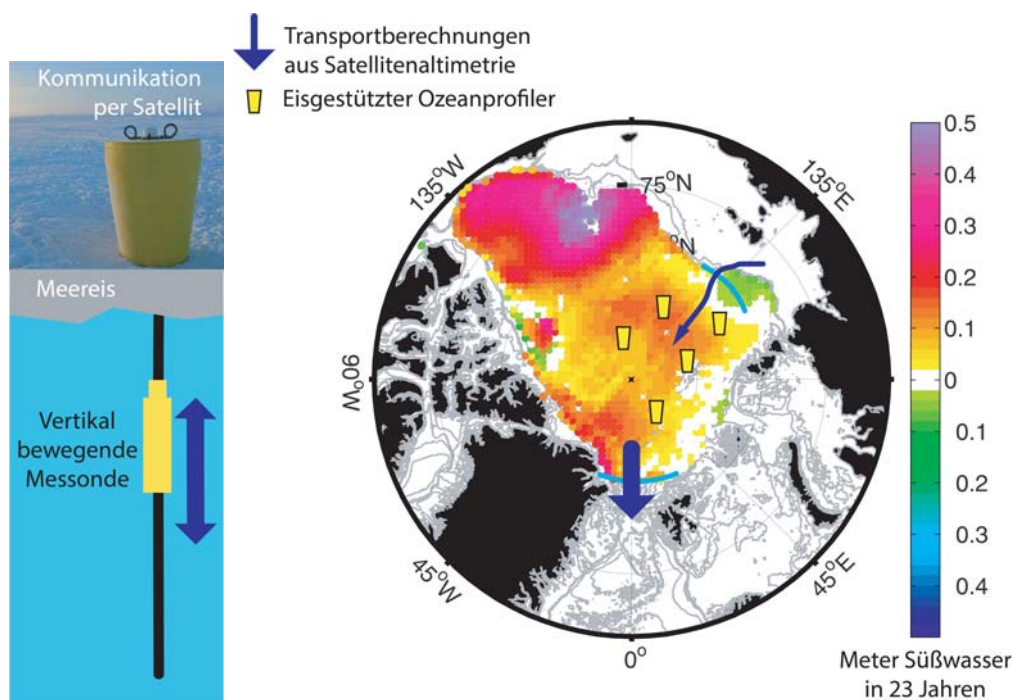 Transportberechnungen
aus Satellitenaltimetrie
Eisgestützter Ozeanprofiler
Kommunikation
per Satellit
Meereis
Vertikal
bewegende
Messonde
135°W
75°N
°N
135°E
90°W
45°W
0°
45°E
0.5
0.4
0.3
0.2
0.1
0
0.1
0.2
0.3
0.4
Meter Süßwasser
in 23 Jahren